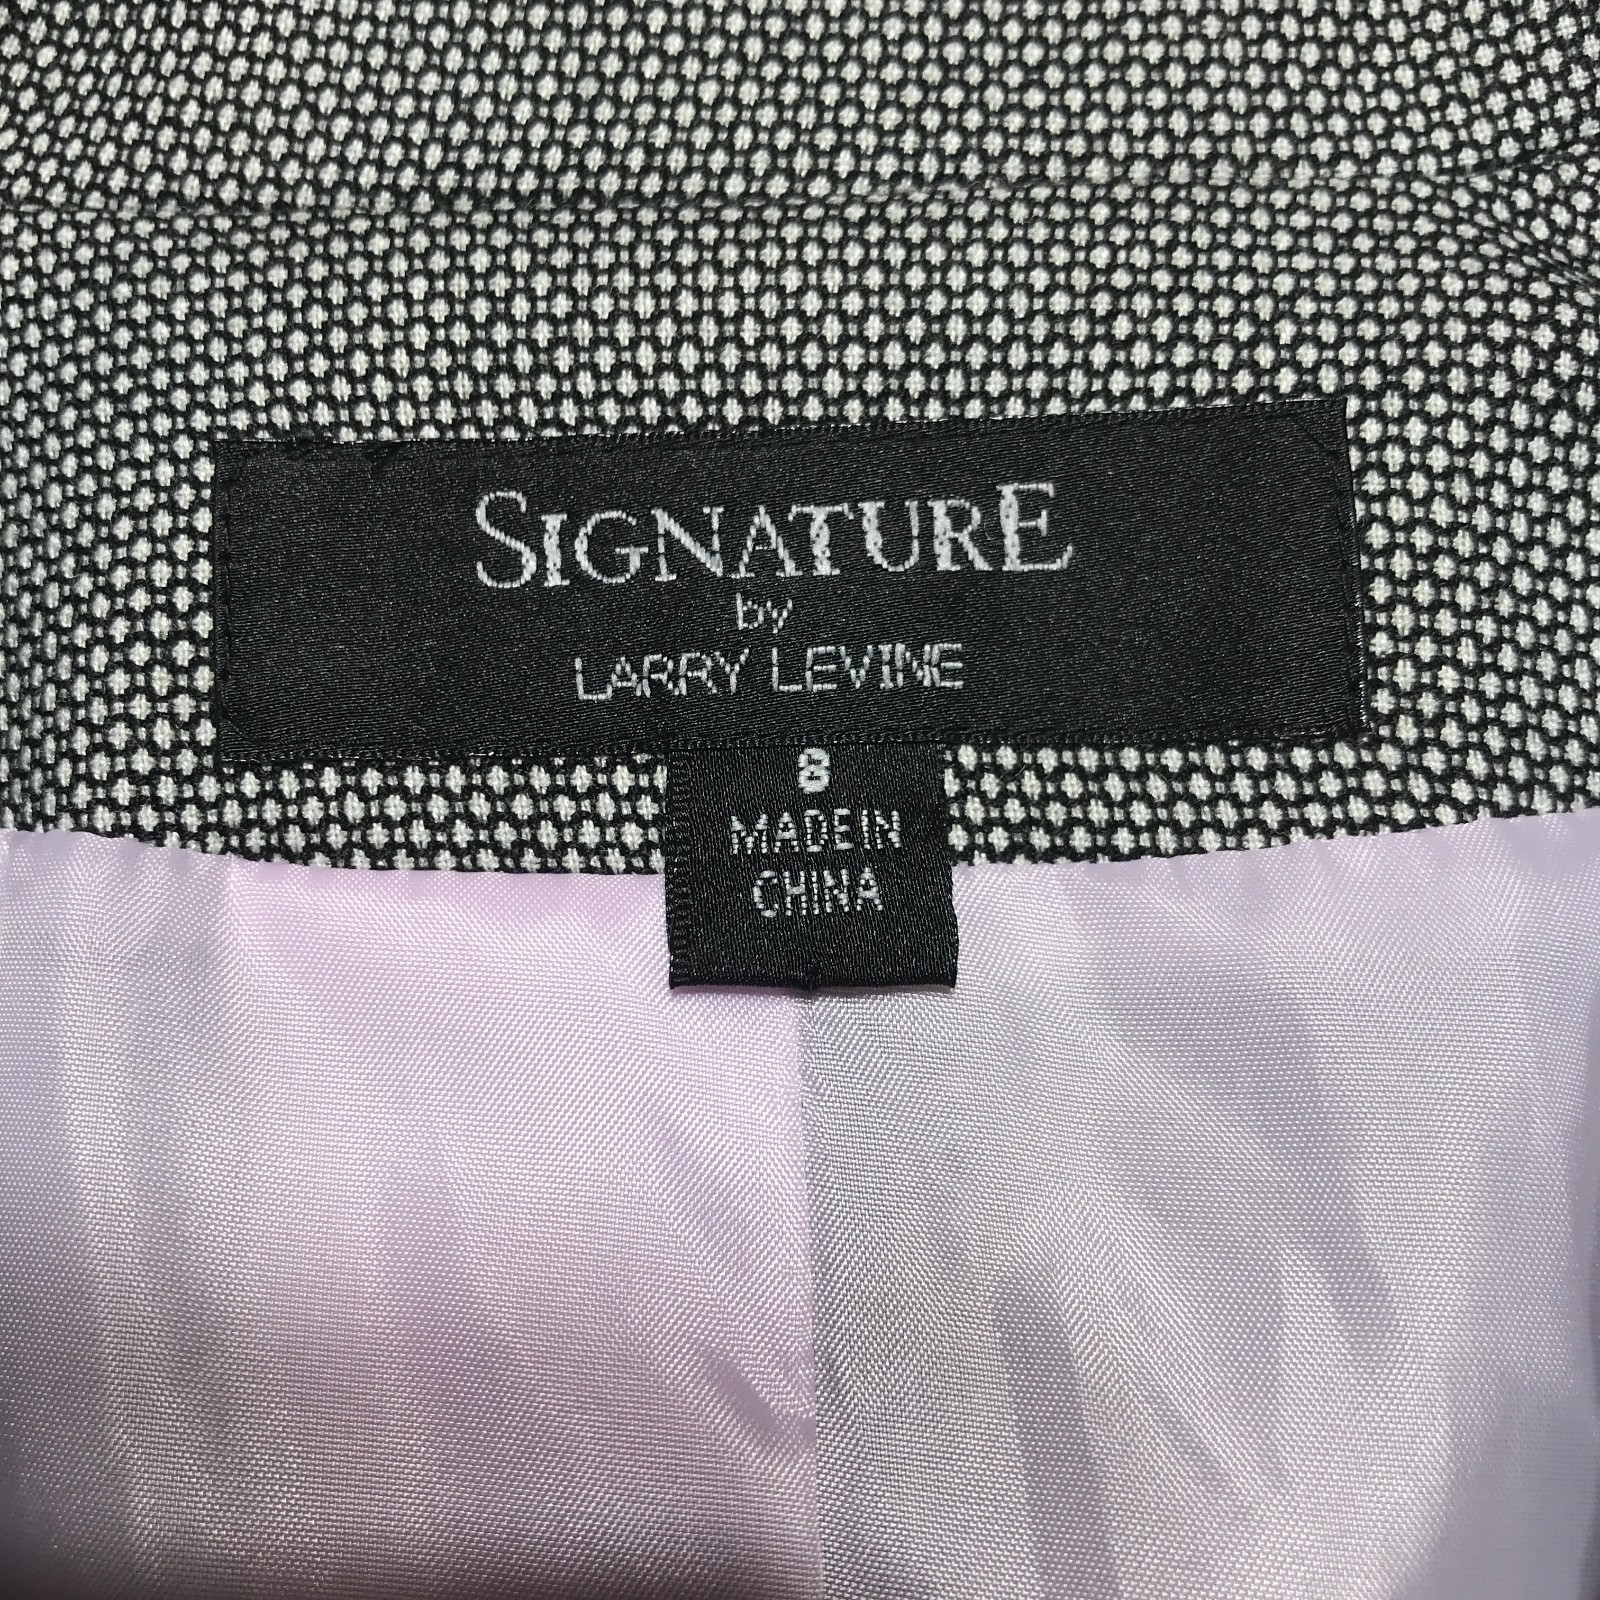 SIGNATURE
by
LARRY LEVINE
8
MADE IN
CHINA